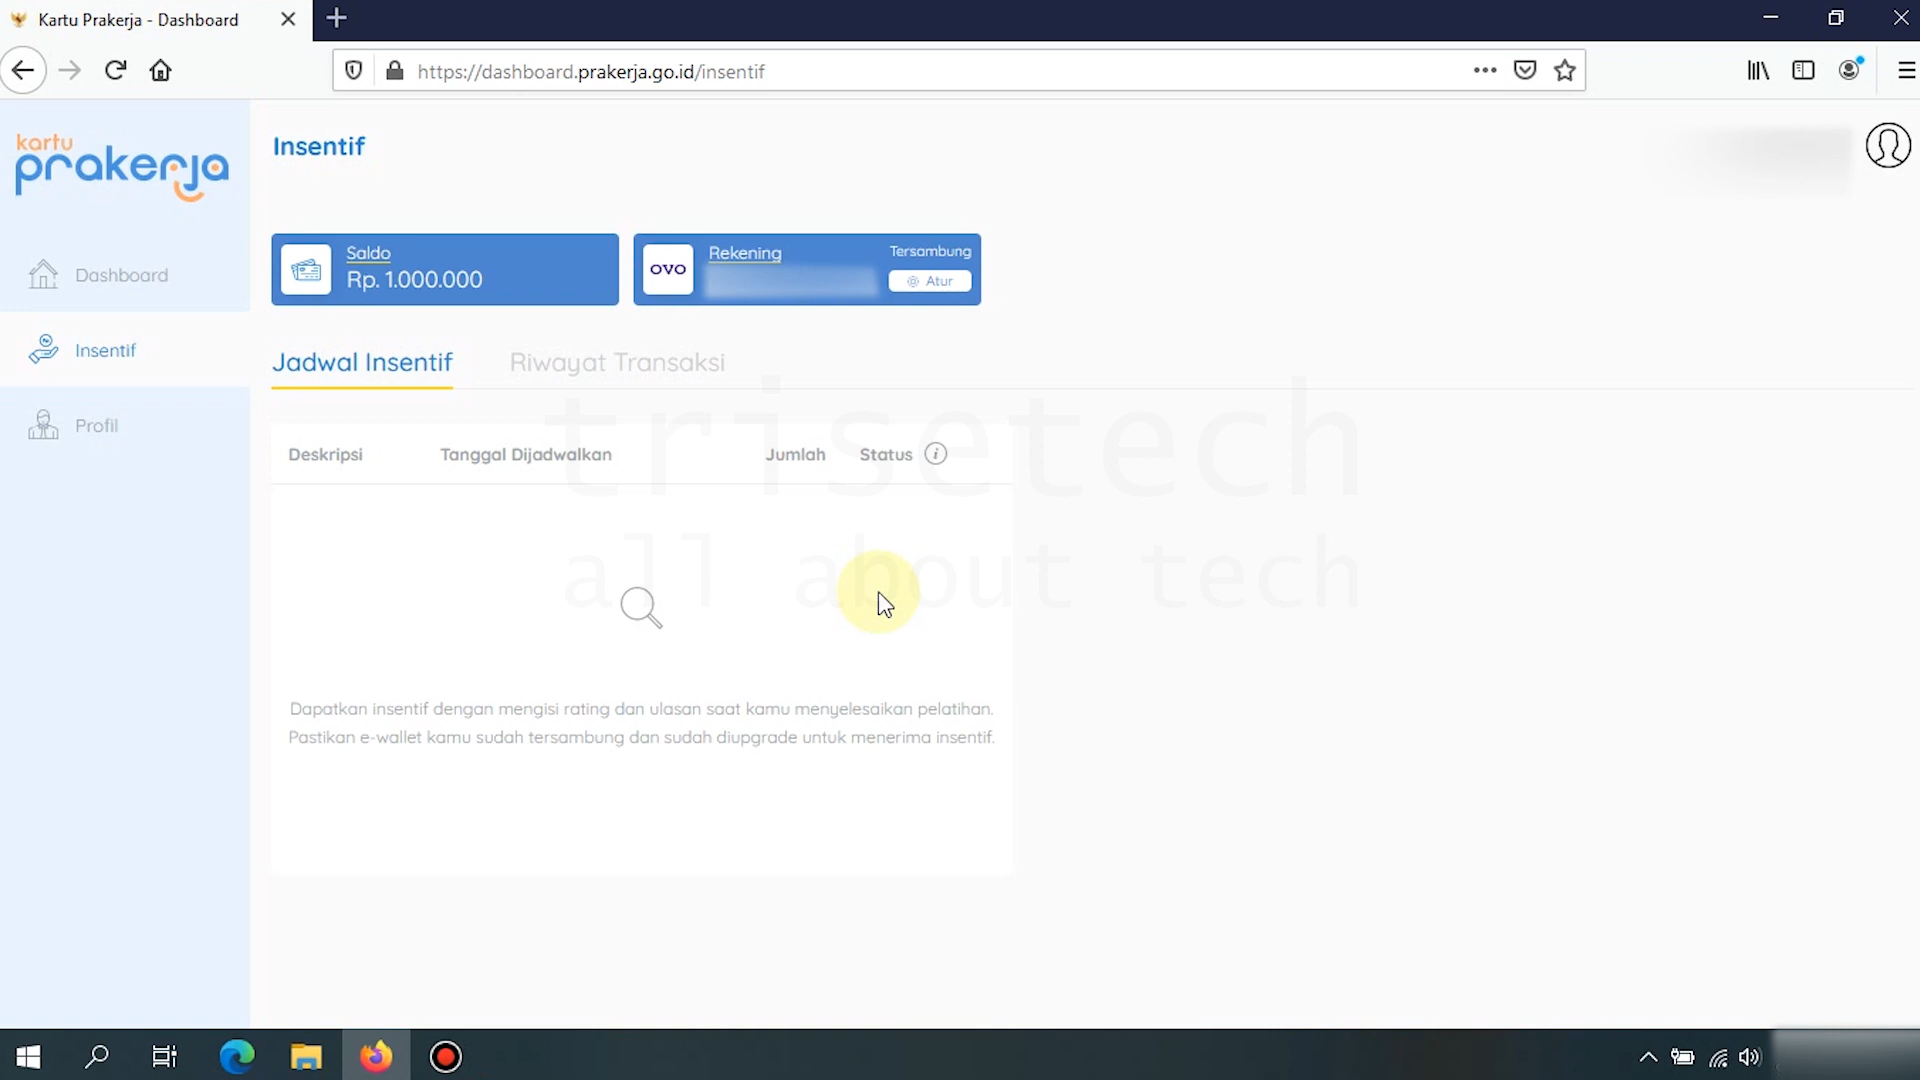 Kartu Prakerja - Dashboard
https://dashboard.prakerja.go.id/insentif
kartu
prakerja
Insentif
Dashboard
Insentif
Profil
Saldo
Rp. 1.000.000
OVO
Rekening
Tersambung
Atur
Jadwal Insentif
Riwayat Transaksi
trisetech
all about tech
Deskripsi
Tanggal Dijadwalkan
Jumlah
Status
Dapatkan insentif dengan mengisi rating dan ulasan saat kamu menyelesaikan pelatihan.
Pastikan e-wallet kamu sudah tersambung dan sudah diupgrade untuk menerima insentif.